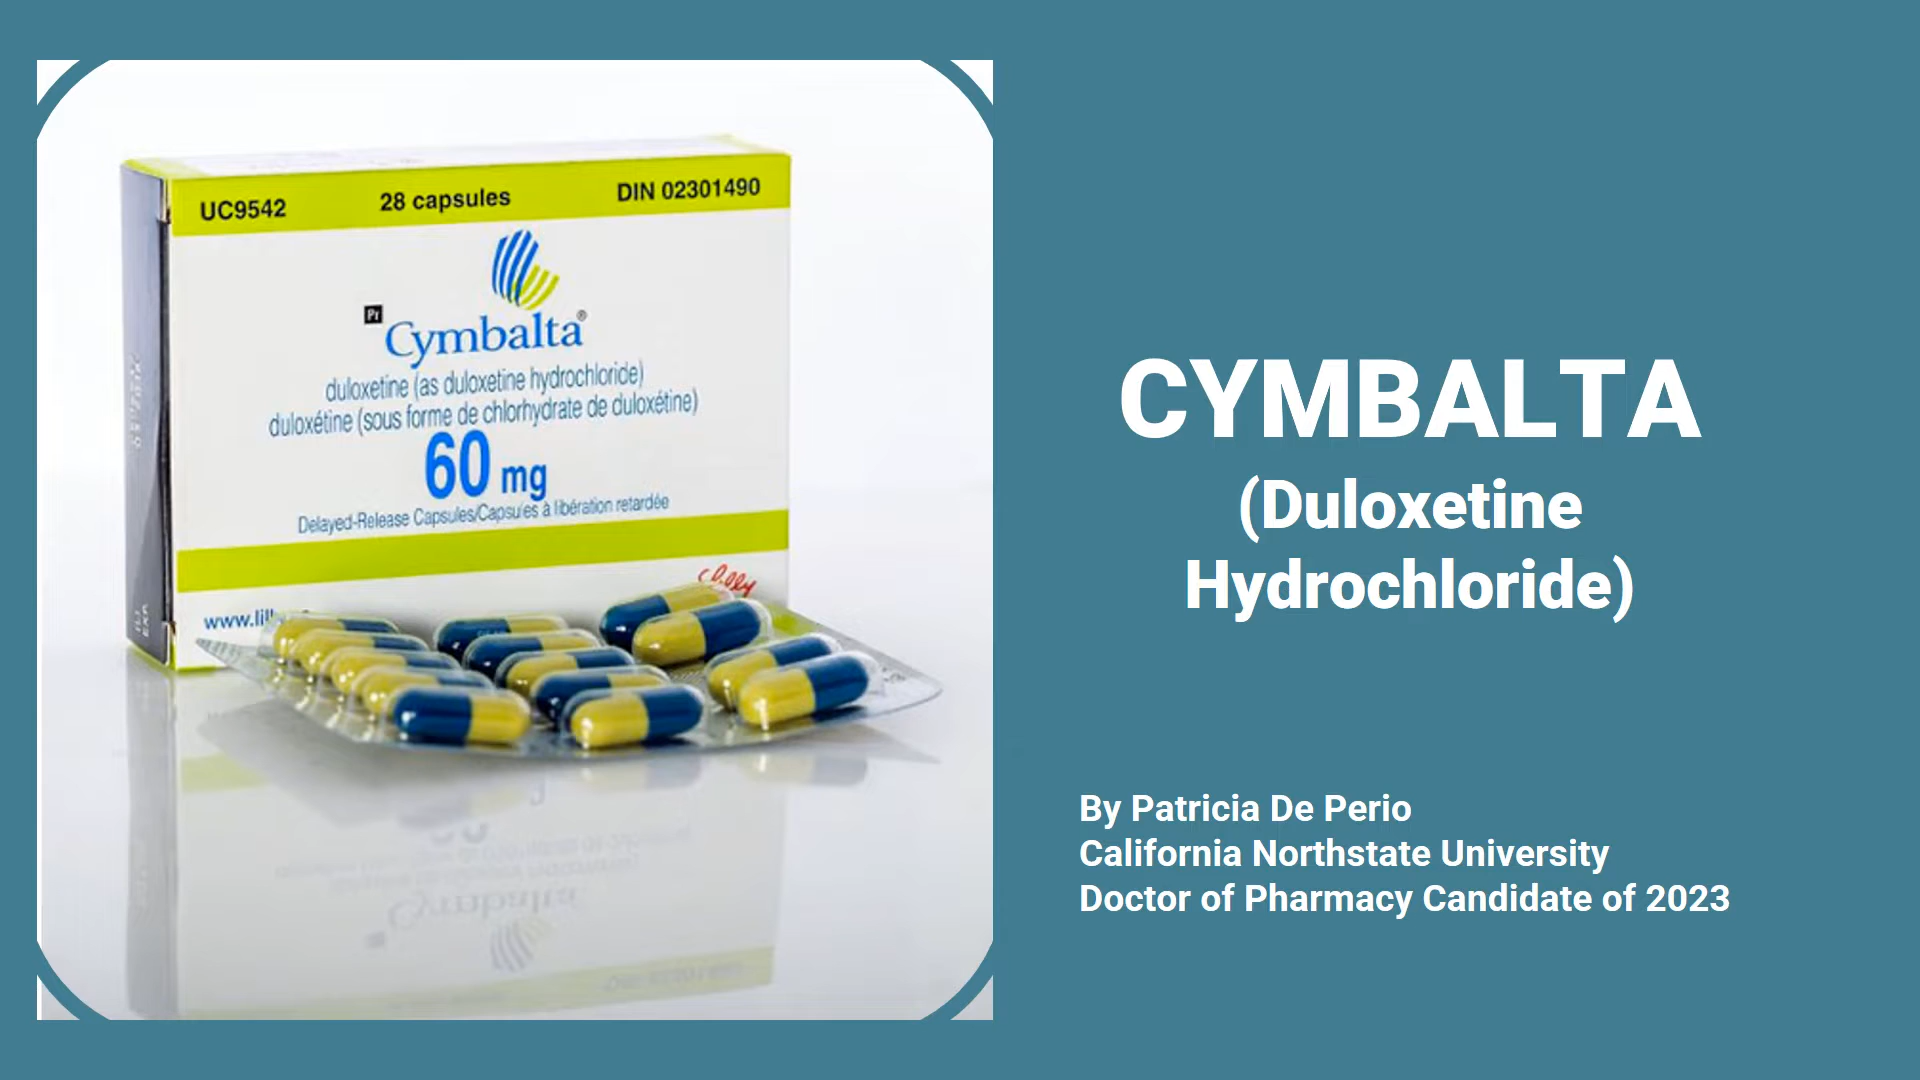 UC9542 28 capsules DIN 02301490
Pr
Cymbalta®
duloxetine (as duloxetine hydrochloride)
duloxétine (sous forme de chlorhydrate de duloxétine)
60 mg
Delayed-Release Capsules/Capsules à libération retardée
Lilly
CYMBALTA
(Duloxetine
Hydrochloride)
By Patricia De Perio
California Northstate University
Doctor of Pharmacy Candidate of 2023